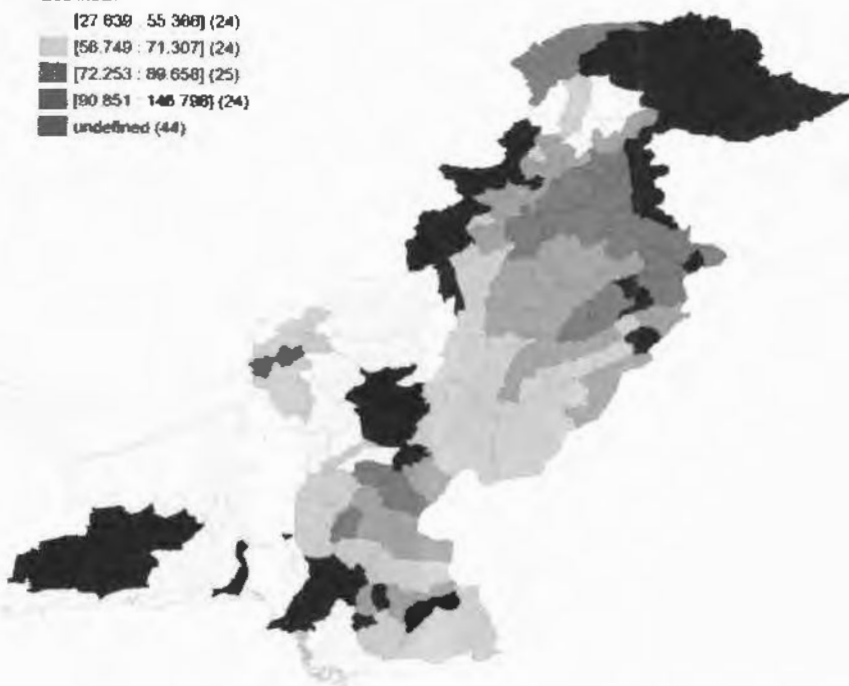 [27 639 : 55 366] (24)
[56.749 : 71.307] (24)
[72.253 : 89.658] (25)
[90 851 : 146 796] (24)
undefined (44)